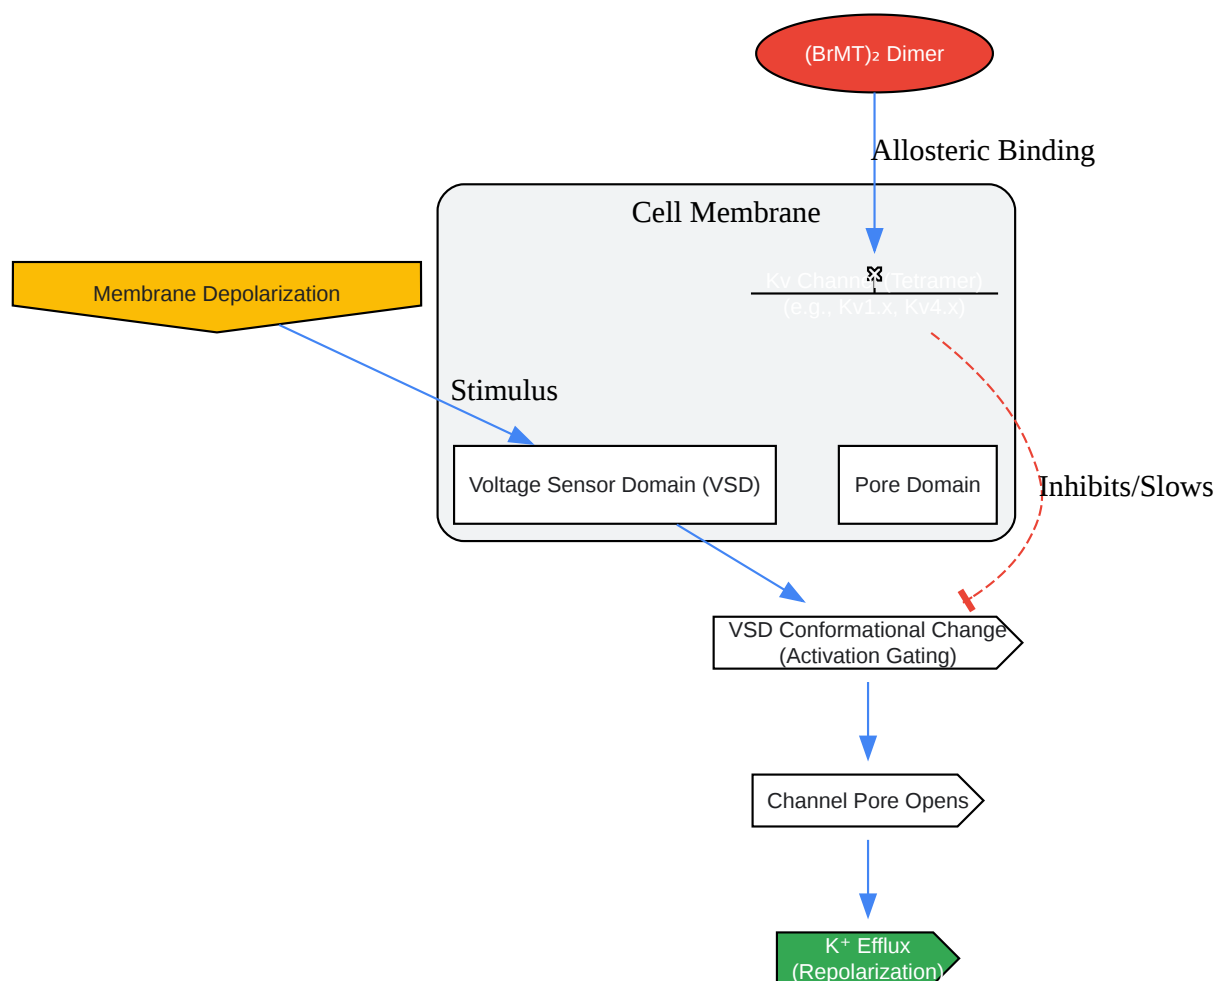 (BrMT)₂ Dimer
Allosteric Binding
Cell Membrane
Kv Channel (Tetramer)
(e.g., Kv1.x, Kv4.x)
Membrane Depolarization
Stimulus
Voltage Sensor Domain (VSD)
Pore Domain
Inhibits/Slows
VSD Conformational Change
(Activation Gating)
Channel Pore Opens
K⁺ Efflux
(Repolarization)